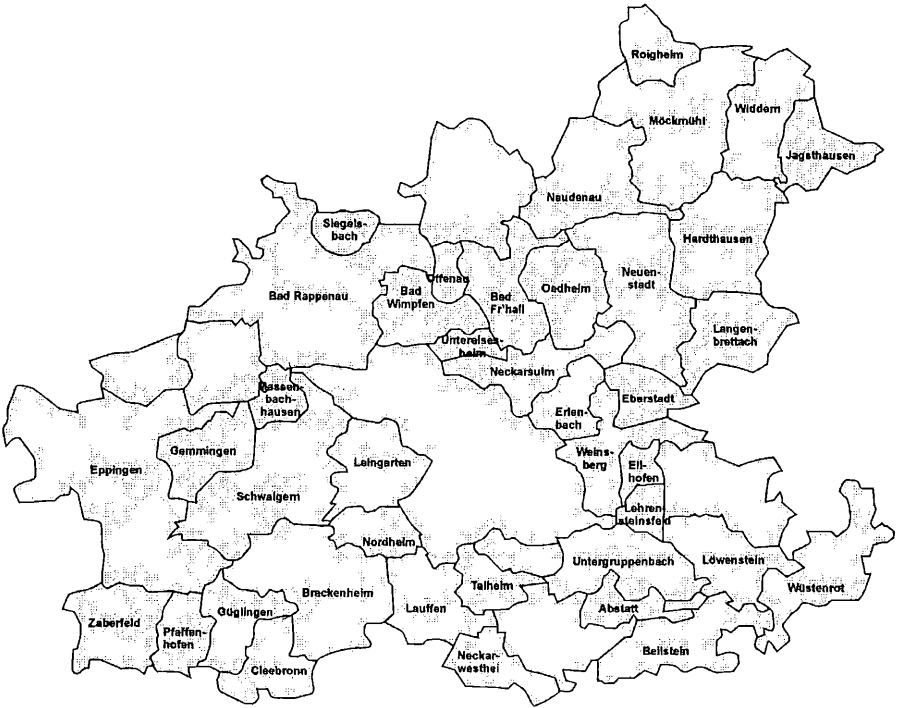 Roigheim
Möckmühl
Widdern
Jagsthausen
Neudenau
Siegels-
bach
Hardthausen
Offenau
Neuen-
stadt
Bad Rappenau
Bad
Wimpfen
Bad
Fr'hall
Oedheim
Langen-
brettach
Untereises-
heim
Neckarsulm
Massen-
bach-
hausen
Eberstadt
Erlen-
bach
Gemmingen
Leingarten
Weins-
berg
Eppingen
Ell-
hofen
Schwaigern
Lehren-
steinsfeld
Nordheim
Untergruppenbach
Löwenstein
Talheim
Wüstenrot
Brackenheim
Lauffen
Abstatt
Güglingen
Zaberfeld
Pfaffen-
hofen
Beilstein
Neckar-
westhei
Cleebronn